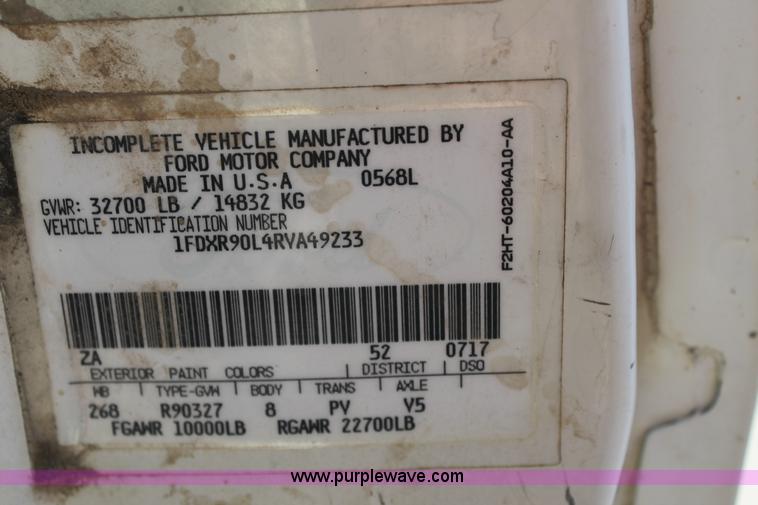 INCOMPLETE VEHICLE MANUFACTURED BY
FORD MOTOR COMPANY
MADE IN U.S.A 0568L
GVWR: 32700 LB / 14832 KG
VEHICLE IDENTIFICATION NUMBER
1FDXR90L4RVA49233
ZA 52 0717
EXTERIOR PAINT COLORS DISTRICT DSO
WB TYPE-GVW BODY TRANS AXLE
268 R90327 8 PV V5
FGAWR 10000LB RGAWR 22700LB
F2HT-60204A10-AA
www.purplewave.com